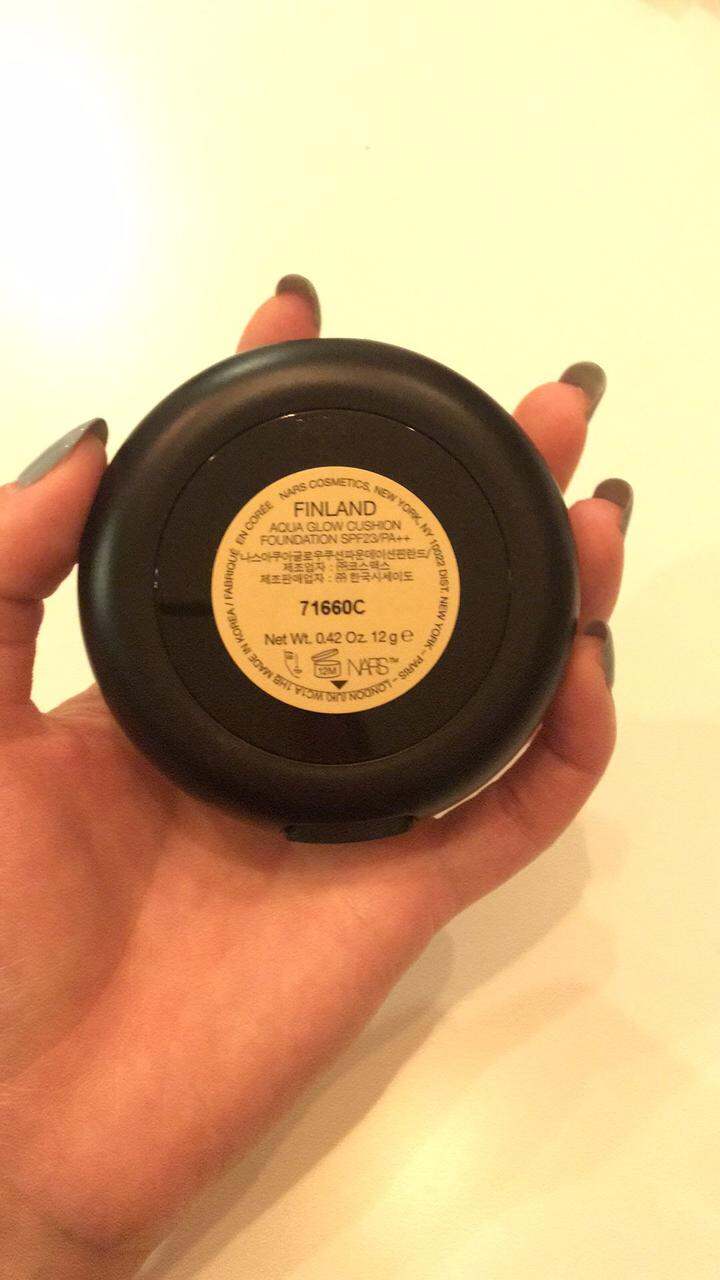 NARS COSMETICS, NEW YORK, NY 10022 DIST. NEW YORK – PARIS – LONDON (UK) WC1A 1HB MADE IN KOREA / FABRIQUÉ EN CORÉE
FINLAND
AQUA GLOW CUSHION
FOUNDATION SPF23/PA++
나스아쿠아글로우쿠션파운데이션핀란드/
제조업자 : ㈜코스맥스
제조판매업자 : ㈜ 한국시세이도
71660C
Net Wt. 0.42 Oz. 12 g ℮
12M NARS™